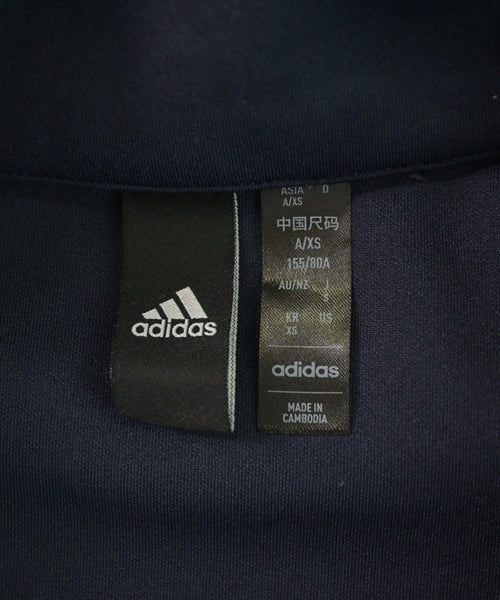 adidas
ASIA D
A/XS
中国尺码
A/XS
155/80A
AU/NZ J
S
KR US
XS
adidas
MADE IN
CAMBODIA